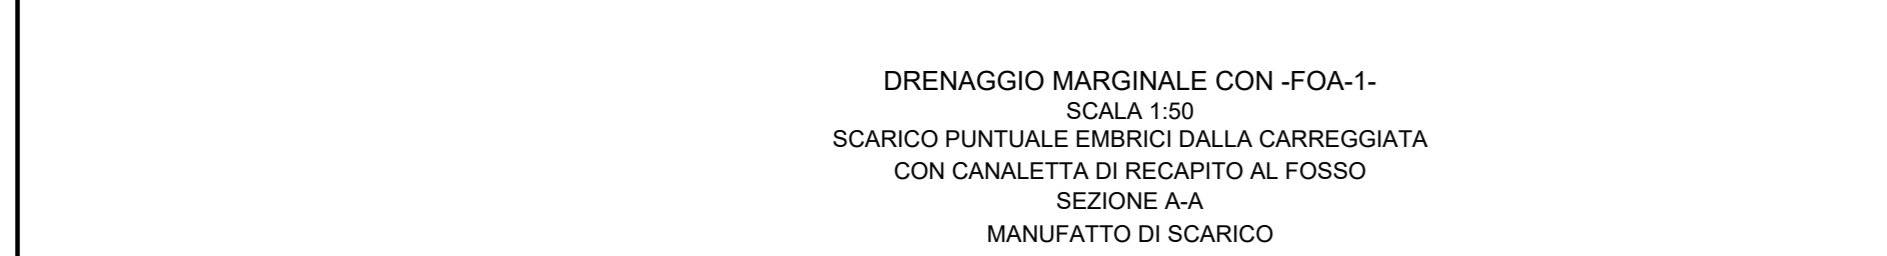 DRENAGGIO MARGINALE CON -FOA-1-
SCALA 1:50
SCARICO PUNTUALE EMBRICI DALLA CARREGGIATA
CON CANALETTA DI RECAPITO AL FOSSO
SEZIONE A-A
MANUFATTO DI SCARICO